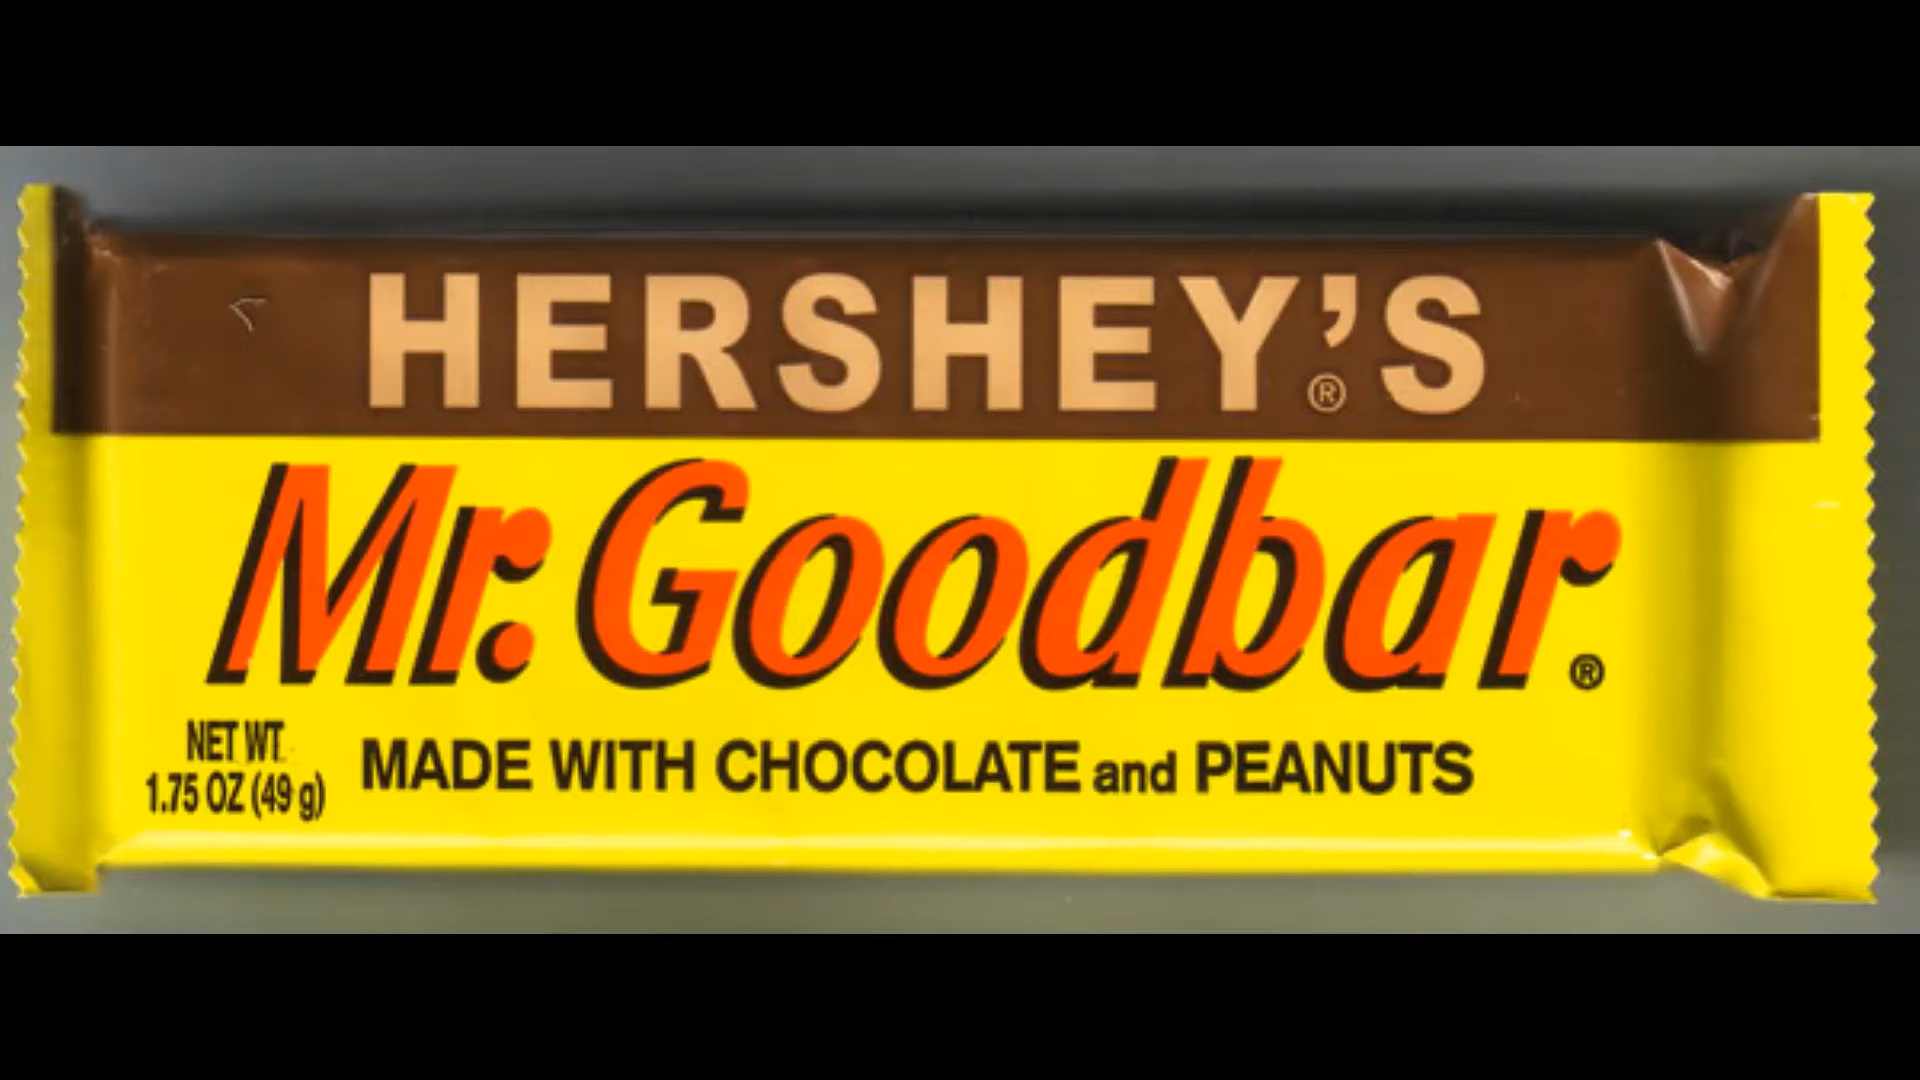 HERSHEY'S®
Mr. Goodbar®
NET WT.
1.75 OZ (49 g)
MADE WITH CHOCOLATE and PEANUTS